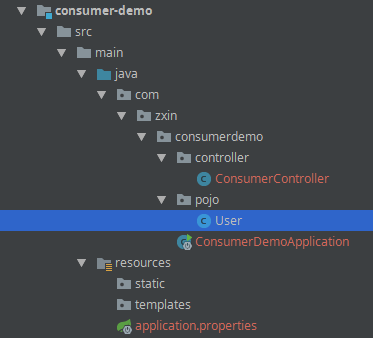 consumer-demo
src
main
java
com
zxin
consumerdemo
controller
ConsumerController
pojo
User
ConsumerDemoApplication
resources
static
templates
application.properties